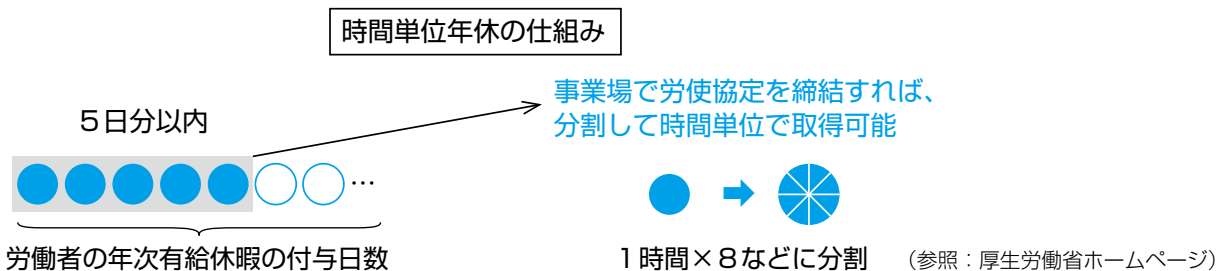 時間単位年休の仕組み
事業場で労使協定を締結すれば、
分割して時間単位で取得可能
5日分以内
…
労働者の年次有給休暇の付与日数
1時間×8などに分割
(参照:厚生労働省ホームページ)